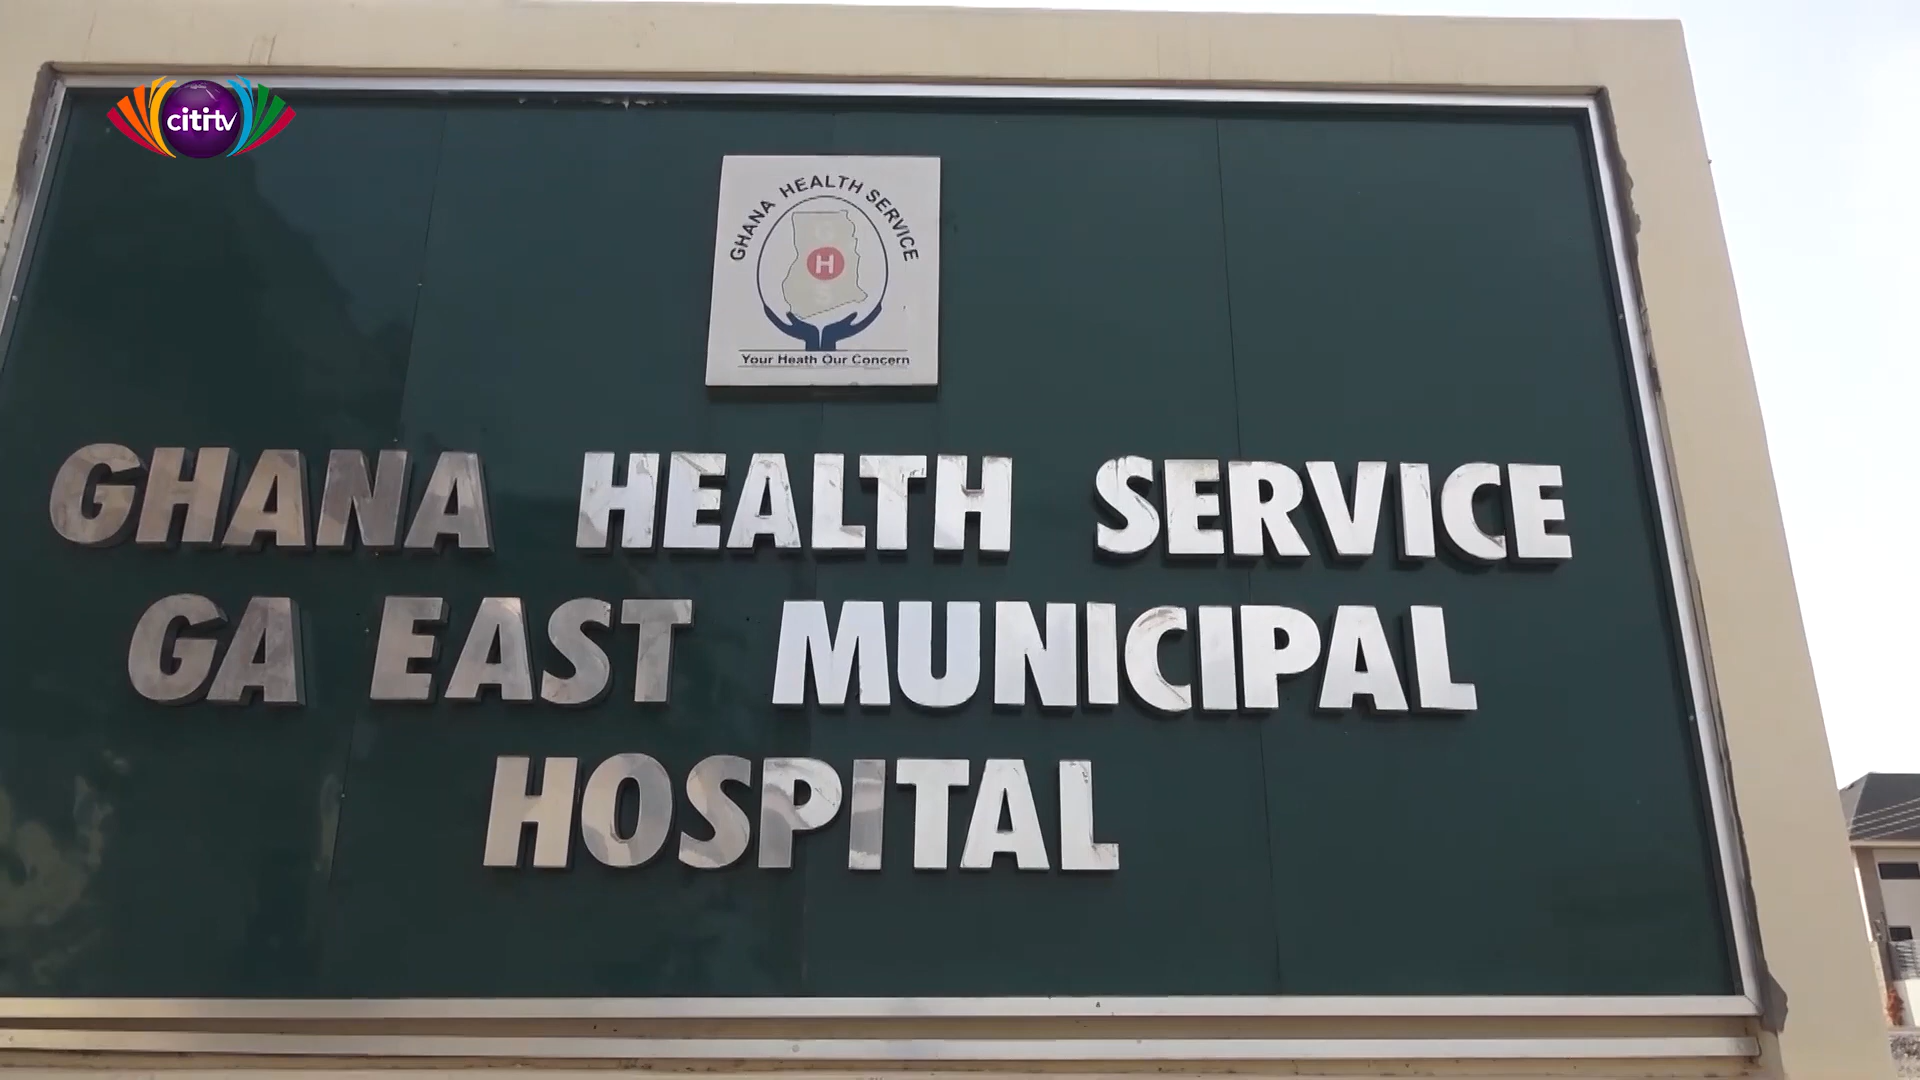 citi tv
GHANA HEALTH SERVICE
H
Your Heath Our Concern
GHANA HEALTH SERVICE
GA EAST MUNICIPAL
HOSPITAL